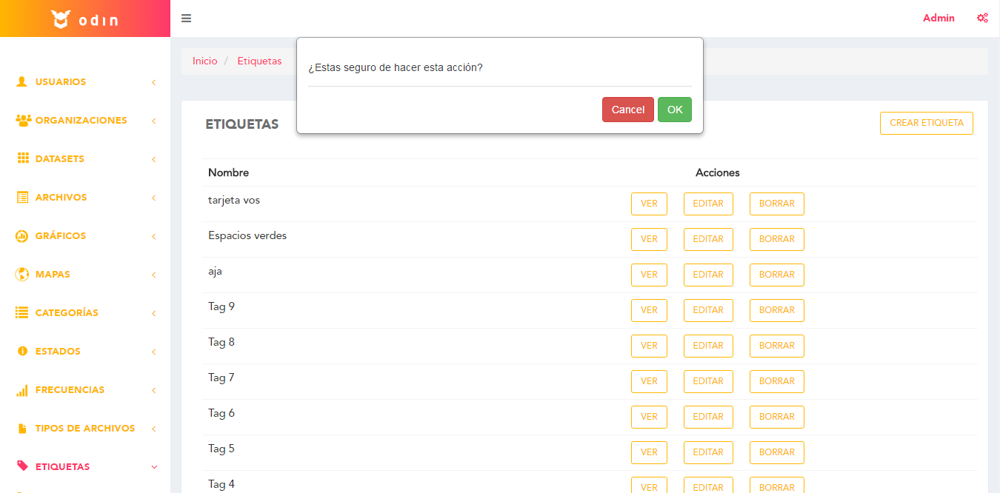 odin
Admin
Inicio / Etiquetas
¿Estas seguro de hacer esta acción?
Cancel OK
USUARIOS
ORGANIZACIONES
DATASETS
ARCHIVOS
GRÁFICOS
MAPAS
CATEGORÍAS
ESTADOS
FRECUENCIAS
TIPOS DE ARCHIVOS
ETIQUETAS
ETIQUETAS
CREAR ETIQUETA
Nombre Acciones
tarjeta vos VER EDITAR BORRAR
Espacios verdes VER EDITAR BORRAR
aja VER EDITAR BORRAR
Tag 9 VER EDITAR BORRAR
Tag 8 VER EDITAR BORRAR
Tag 7 VER EDITAR BORRAR
Tag 6 VER EDITAR BORRAR
Tag 5 VER EDITAR BORRAR
Tag 4 VER EDITAR BORRAR